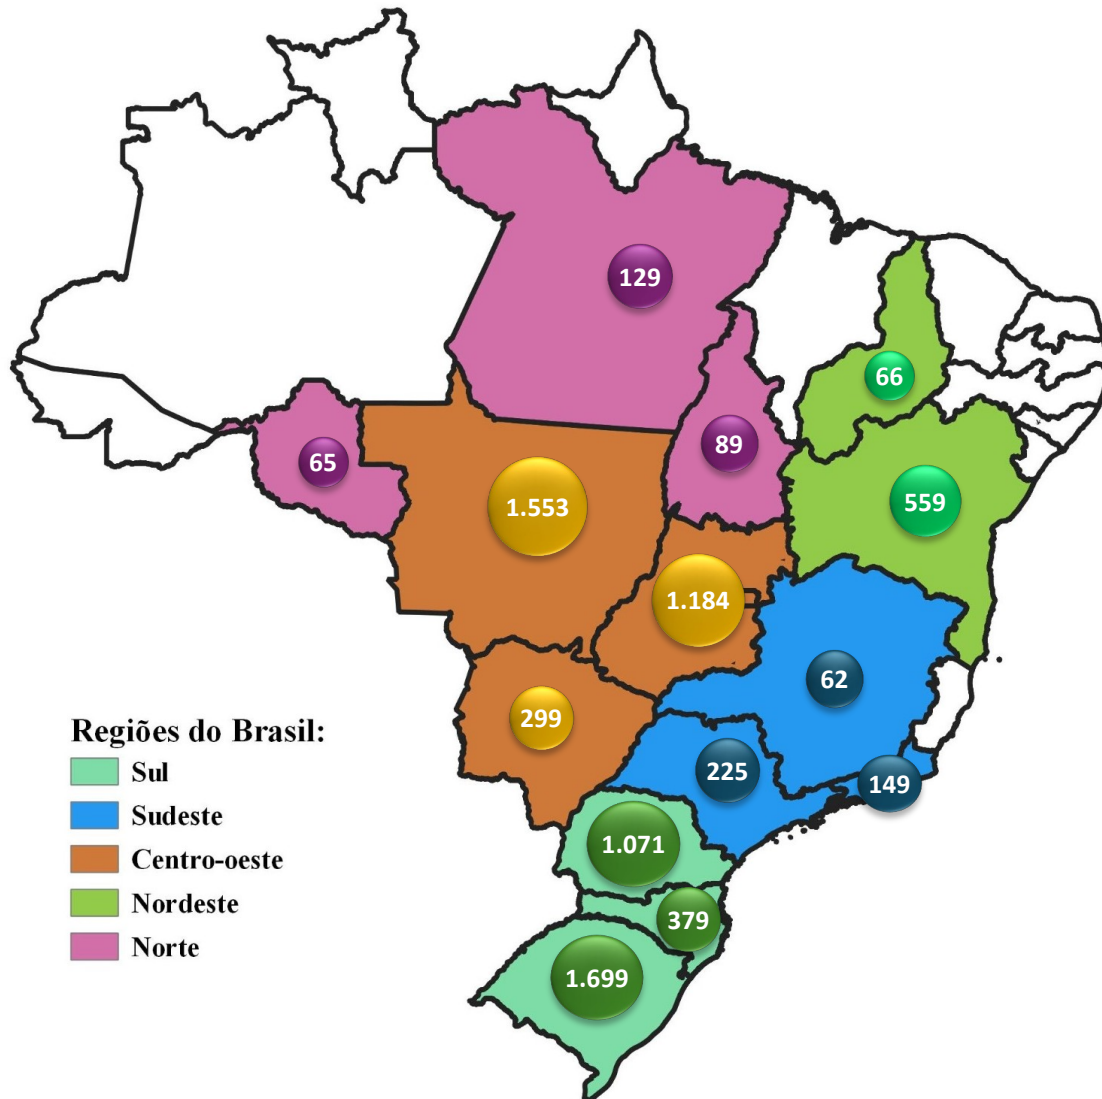 129
66
89
65
559
1.553
1.184
62
299
225
149
1.071
379
1.699
Regiões do Brasil:
Sul
Sudeste
Centro-oeste
Nordeste
Norte